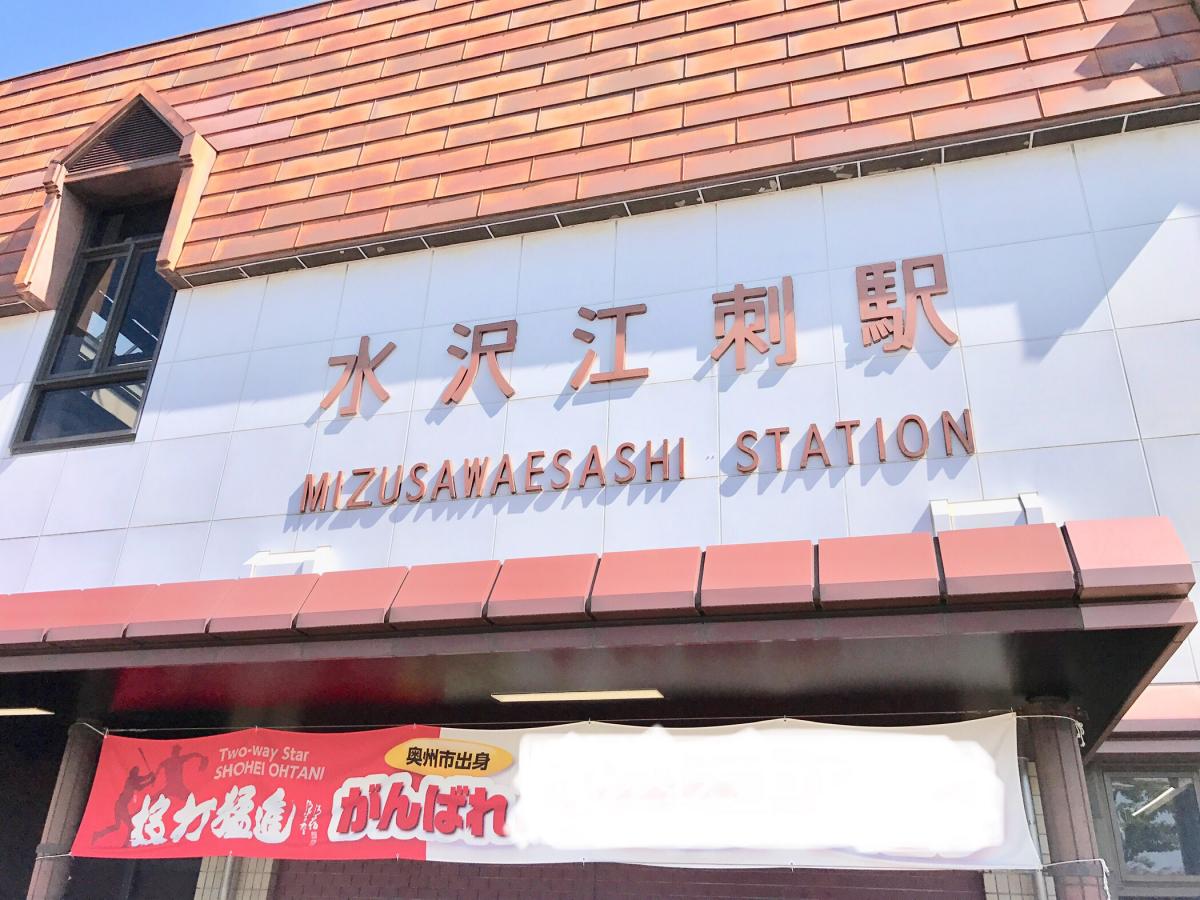 水沢江刺駅
MIZUSAWAESASHI STATION
Two-way Star
SHOHEI OHTANI
投打猛進
奥州市出身
がんばれ